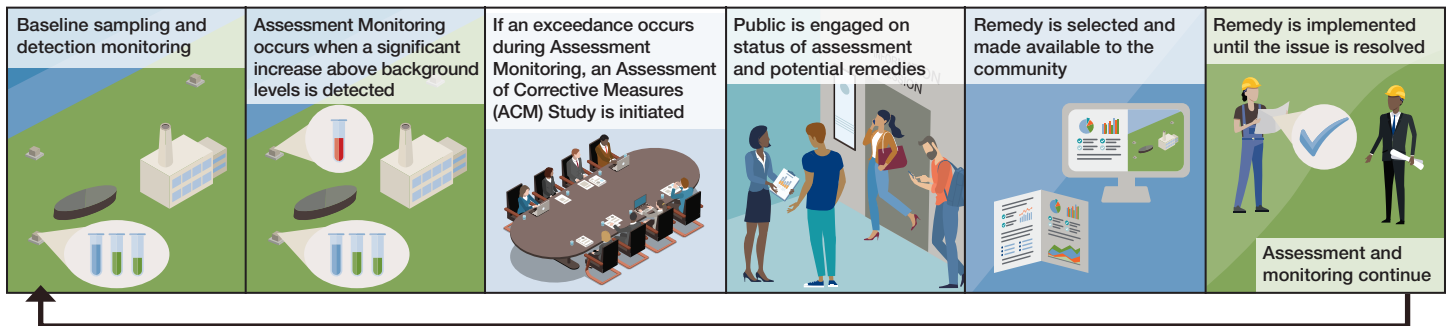 Baseline sampling and
detection monitoring
Assessment Monitoring
occurs when a significant
increase above background
levels is detected
If an exceedance occurs
during Assessment
Monitoring, an Assessment
of Corrective Measures
(ACM) Study is initiated
Public is engaged on
status of assessment
and potential remedies
Remedy is selected and
made available to the
community
Remedy is implemented
until the issue is resolved
Assessment and
monitoring continue